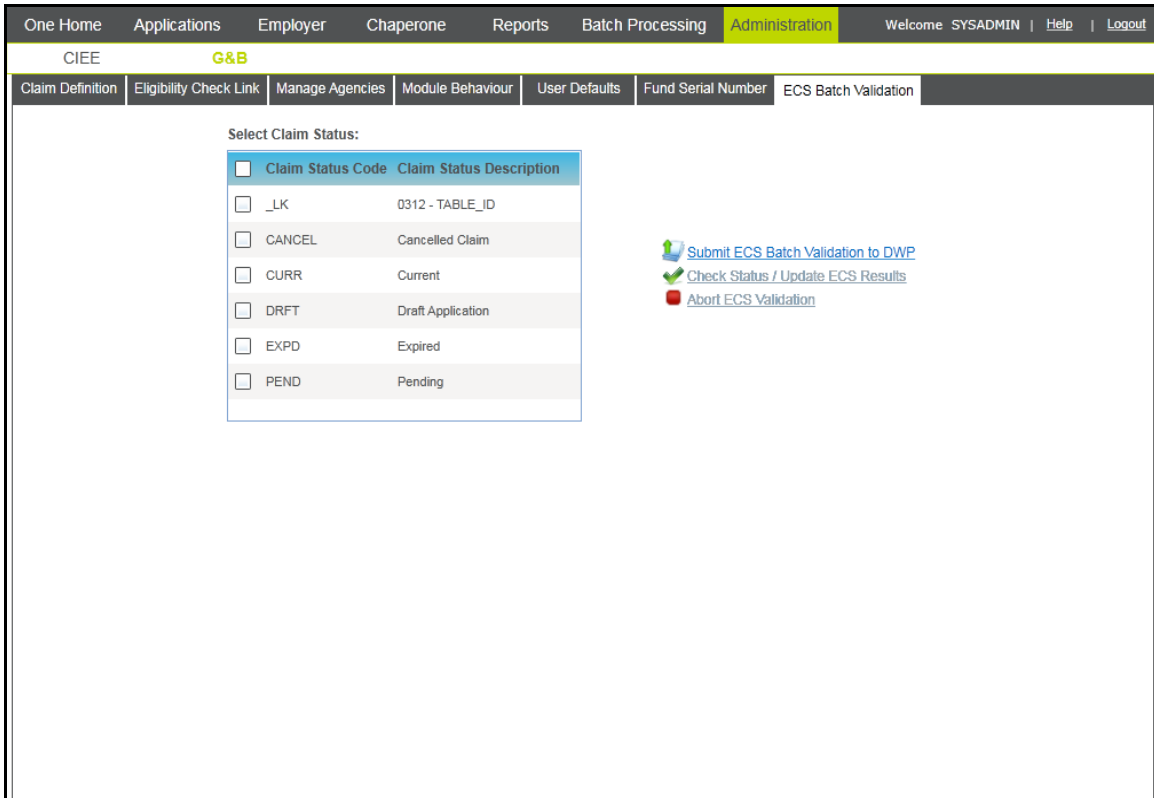 One Home Applications Employer Chaperone Reports Batch Processing Administration Welcome SYSADMIN | Help | Logout
CIEE G&B
Claim Definition Eligibility Check Link Manage Agencies Module Behaviour User Defaults Fund Serial Number ECS Batch Validation
Select Claim Status:
Claim Status Code Claim Status Description
_LK 0312 - TABLE_ID
CANCEL Cancelled Claim
CURR Current
DRFT Draft Application
EXPD Expired
PEND Pending
Submit ECS Batch Validation to DWP
Check Status / Update ECS Results
Abort ECS Validation